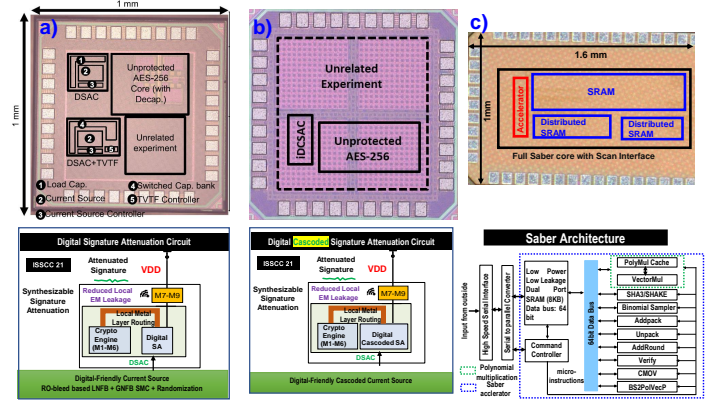 1 mm
a)
1 mm
1
2
3
DSAC
Unprotected
AES-256
Core (with
Decap.)
4
2
3
5
DSAC+TVTF
Unrelated
experiment
1 Load Cap.
2 Current Source
3 Current Source Controller
4 Switched Cap. bank
5 TVTF Controller
b)
Unrelated
Experiment
iDCSAC
Unprotected
AES-256
c)
1.6 mm
1mm
Accelerator
SRAM
Distributed
SRAM
Distributed
SRAM
Full Saber core with Scan Interface
Digital Signature Attenuation Circuit
ISSCC 21
Attenuated
Signature
VDD
Synthesizable
Signature
Attenuation
Reduced Local
EM Leakage
M7-M9
Local Metal
Layer Routing
Crypto
Engine
(M1-M6)
Digital
SA
DSAC
Digital-Friendly Current Source
RO-bleed based LNFB + GNFB SMC + Randomization
Digital Cascoded Signature Attenuation Circuit
ISSCC 21
Attenuated
Signature
VDD
Synthesizable
Signature
Attenuation
Reduced Local
EM Leakage
M7-M9
Local Metal
Layer Routing
Crypto
Engine
(M1-M6)
Digital
Cascoded SA
DSAC
Digital-Friendly Cascoded Current Source
Saber Architecture
Input from outside
High Speed Serial Interface
Serial to parallel Converter
Low Power
Low Leakage
Dual Port
SRAM (8KB)
Data bus: 64
bit
Command
Controller
64bit Data Bus
micro-
instructions
PolyMul Cache
VectorMul
SHA3/SHAKE
Binomial Sampler
Addpack
Unpack
AddRound
Verify
CMOV
BS2PolVecP
Polynomial
multiplication
Saber
acclerator